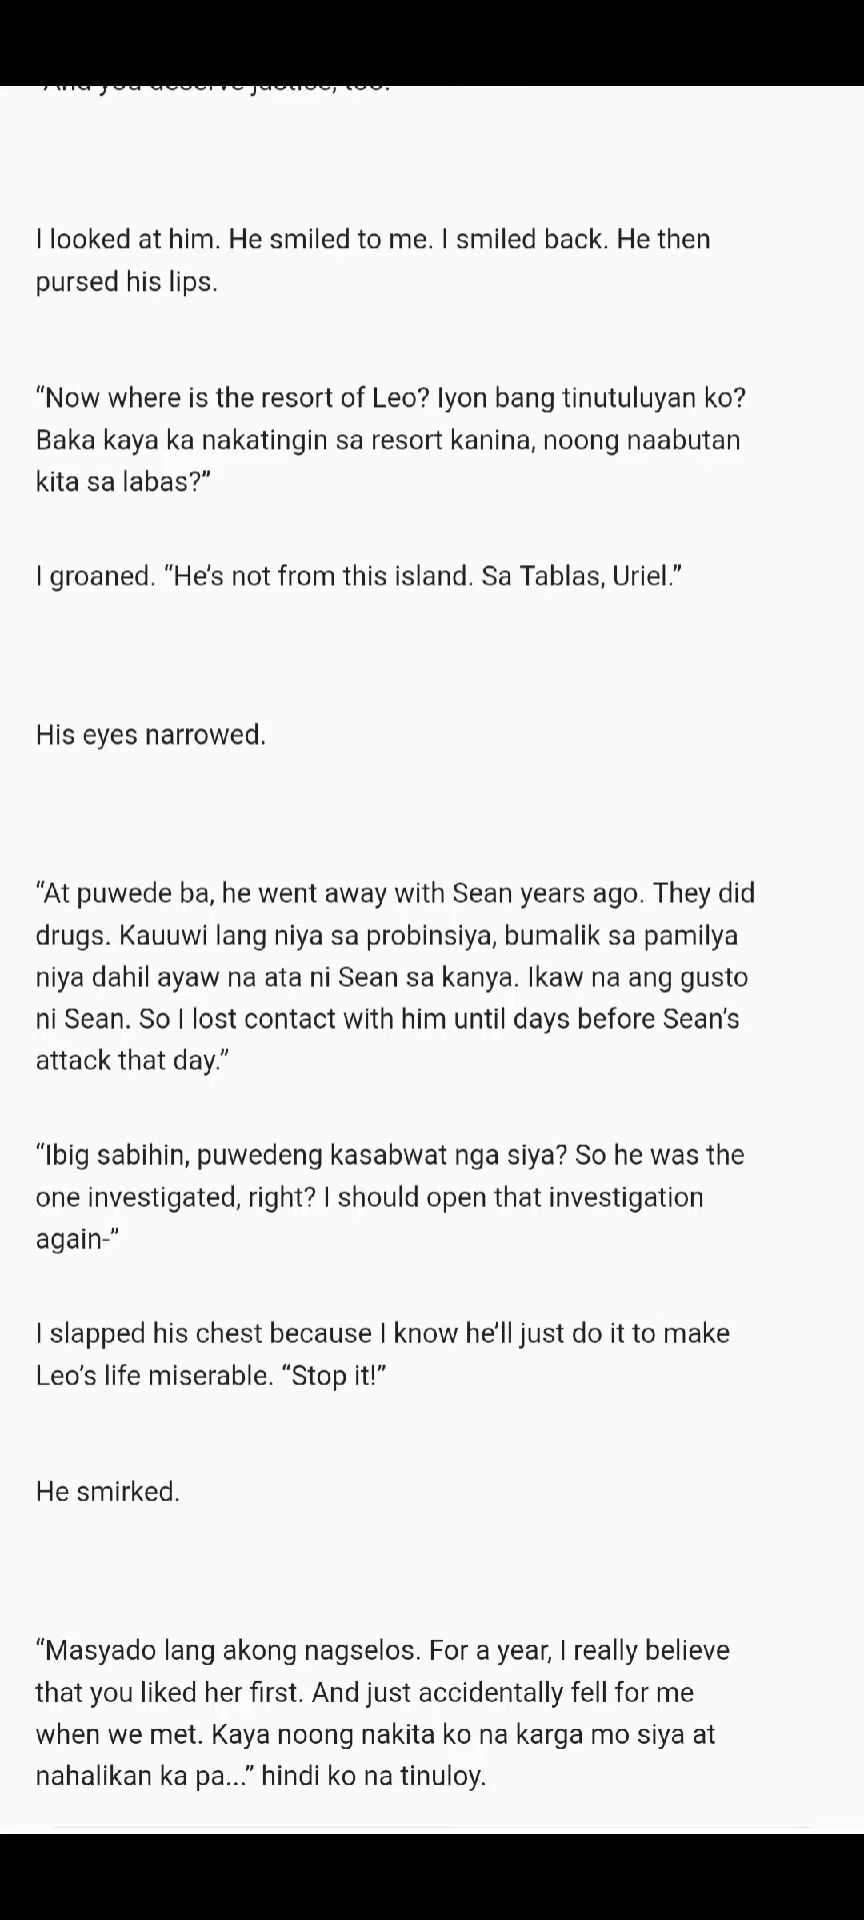 I looked at him. He smiled to me. I smiled back. He then
pursed his lips.
“Now where is the resort of Leo? Iyon bang tinutuluyan ko?
Baka kaya ka nakatingin sa resort kanina, noong naabutan
kita sa labas?”
I groaned. “He’s not from this island. Sa Tablas, Uriel.”
His eyes narrowed.
“At puwede ba, he went away with Sean years ago. They did
drugs. Kauuwi lang niya sa probinsiya, bumalik sa pamilya
niya dahil ayaw na ata ni Sean sa kanya. Ikaw na ang gusto
ni Sean. So I lost contact with him until days before Sean’s
attack that day.”
“Ibig sabihin, puwedeng kasabwat nga siya? So he was the
one investigated, right? I should open that investigation
again-”
I slapped his chest because I know he’ll just do it to make
Leo’s life miserable. “Stop it!”
He smirked.
“Masyado lang akong nagselos. For a year, I really believe
that you liked her first. And just accidentally fell for me
when we met. Kaya noong nakita ko na karga mo siya at
nahalikan ka pa...” hindi ko na tinuloy.